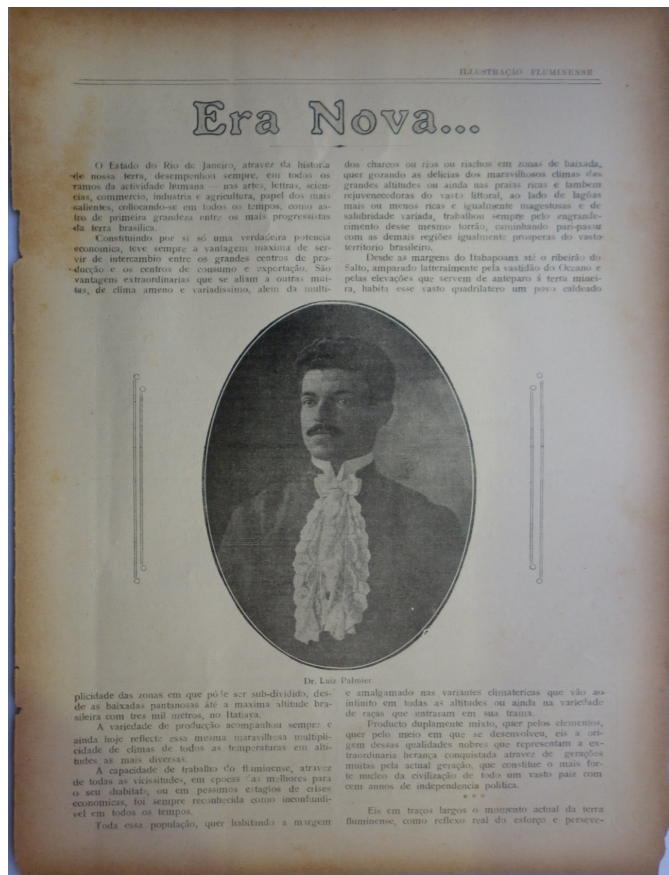 ILLUSTRAÇÃO FLUMINENSE
Era Nova...
O Estado do Rio de Janeiro, atravez da historia
de nossa terra, desempenhou sempre, em todos os
ramos da actividade humana — nas artes, lettras, scien-
cias, commercio, industria e agricultura, papel dos mais
salientes, collocando-se em todos os tempos, como as-
tro de primeira grandeza entre os mais progressistas
da terra brasilica.
Constituindo por si só uma verdadeira potencia
economica, teve sempre a vantagem maxima de ser-
vir de intercambio entre os grandes centros de pro-
ducção e os centros de consumo e exportação. São
vantagens extraordinarias que se aliam a outras mai-
tas, de clima ameno e variadissimo, alem da multi-
plicidade das zonas em que póde ser sub-dividido, des-
de as baixadas pantanosas áté a maxima altitude bra-
sileira com tres mil metros, no Itatiaya.
A variedade de producção acompanhou sempre e
ainda hoje reflecte essa mesma maravilhosa multipli-
cidade de climas de todos as temperaturas em alti-
tudes as mais diversas.
A capacidade de trabalho do fluminense, atravez
de todas as vicissitudes, em epocas das melhores para
o seu habitat, ou em pessimos estagios de crises
economicas, foi sempre reconhecida como inconfundi-
vel em todos os tempos.
Toda essa população, quer habitando a margem
dos charcos ou rios ou riachos em zonas de baixada,
quer gozando as delicias dos maravilhosos climas das
grandes altitudes ou ainda nas praias ricas e tambem
rejuvenecedoras do vasto littoral, ao lado de lagôas
mais ou menos ricas e igualmente magestosas e de
salubridade variada, trabalhou sempre pelo engrande-
cimento desse mesmo torrão, caminhando pari-passu
com as demais regiões igualmente prosperas do vasto
territorio brasileiro.
Desde as margens do Itabapoana até o ribeirão do
Salto, amparado latteralmente pela vastidão do Oceano e
pelas elevações que servem de anteparo á terra minei-
ra, habita esse vasto quadrilatero um povo caldeado
Dr. Luiz Palmier
e amalgamado nas variantes climatericas que vão ao
infinito em todas as altitudes ou ainda na variedade
de raças que entraram em sua trama.
Producto duplamente mixto, quer pelos elementos,
quer pelo meio em que se desenvolveu, eis a ori-
gem dessas qualidades nobres que representam a ex-
traordinaria herança conquistada atravez de gerações
muitas pela actual geração, que constitue o mais for-
te nucleo da civilização de todo um vasto paiz com
cem annos de independencia politica.
* * *
Eis em traços largos o momento actual da terra
fluminense, como reflexo real do esforço e perseve-